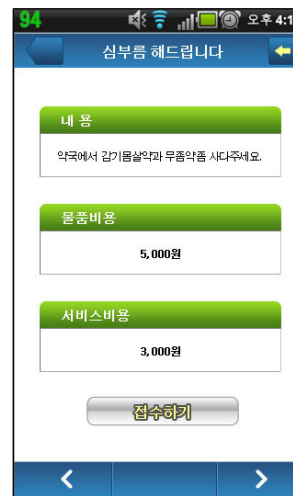 94 오후 4:1
심부름 해드립니다
내 용
약국에서 감기몸살약과 무좀약좀 사다주세요.
물품비용
5,000원
서비스비용
3,000원
접수하기